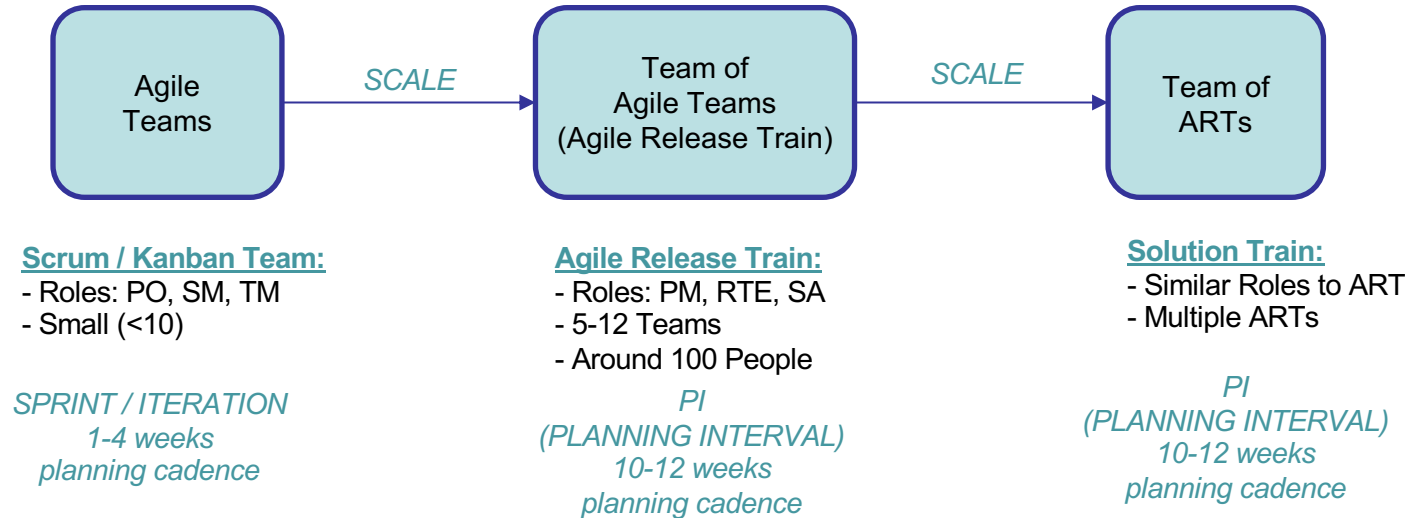 Agile
Teams
SCALE
Team of
Agile Teams
(Agile Release Train)
SCALE
Team of
ARTs
Scrum / Kanban Team:
- Roles: PO, SM, TM
- Small (<10)
SPRINT / ITERATION
1-4 weeks
planning cadence
Agile Release Train:
- Roles: PM, RTE, SA
- 5-12 Teams
- Around 100 People
PI
(PLANNING INTERVAL)
10-12 weeks
planning cadence
Solution Train:
- Similar Roles to ART
- Multiple ARTs
PI
(PLANNING INTERVAL)
10-12 weeks
planning cadence